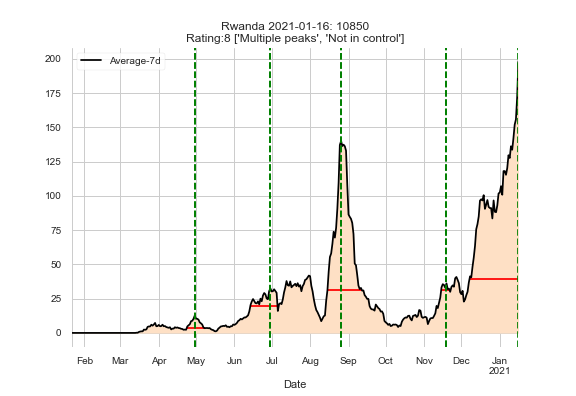 Rwanda 2021-01-16: 10850
Rating:8 ['Multiple peaks', 'Not in control']
Average-7d
200
175
150
125
100
75
50
25
0
Feb Mar Apr May Jun Jul Aug Sep Oct Nov Dec Jan
2021
Date